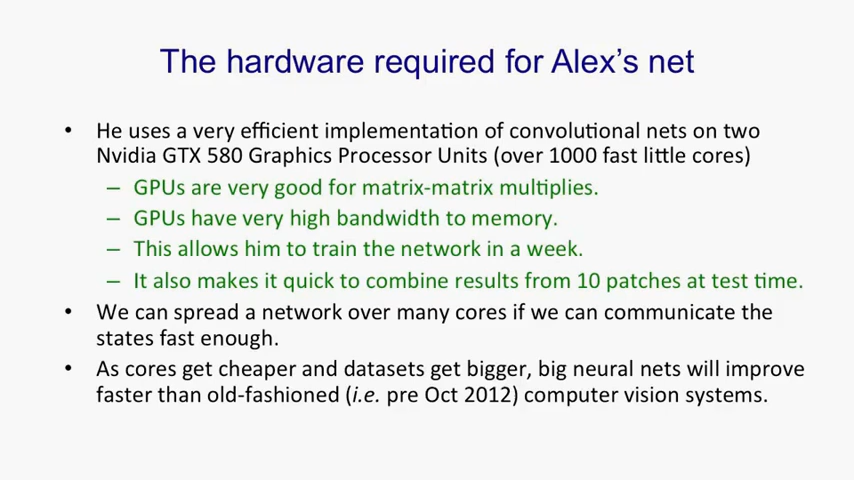 The hardware required for Alex's net
• He uses a very efficient implementation of convolutional nets on two
Nvidia GTX 580 Graphics Processor Units (over 1000 fast little cores)
– GPUs are very good for matrix-matrix multiplies.
– GPUs have very high bandwidth to memory.
– This allows him to train the network in a week.
– It also makes it quick to combine results from 10 patches at test time.
• We can spread a network over many cores if we can communicate the
states fast enough.
• As cores get cheaper and datasets get bigger, big neural nets will improve
faster than old-fashioned (i.e. pre Oct 2012) computer vision systems.